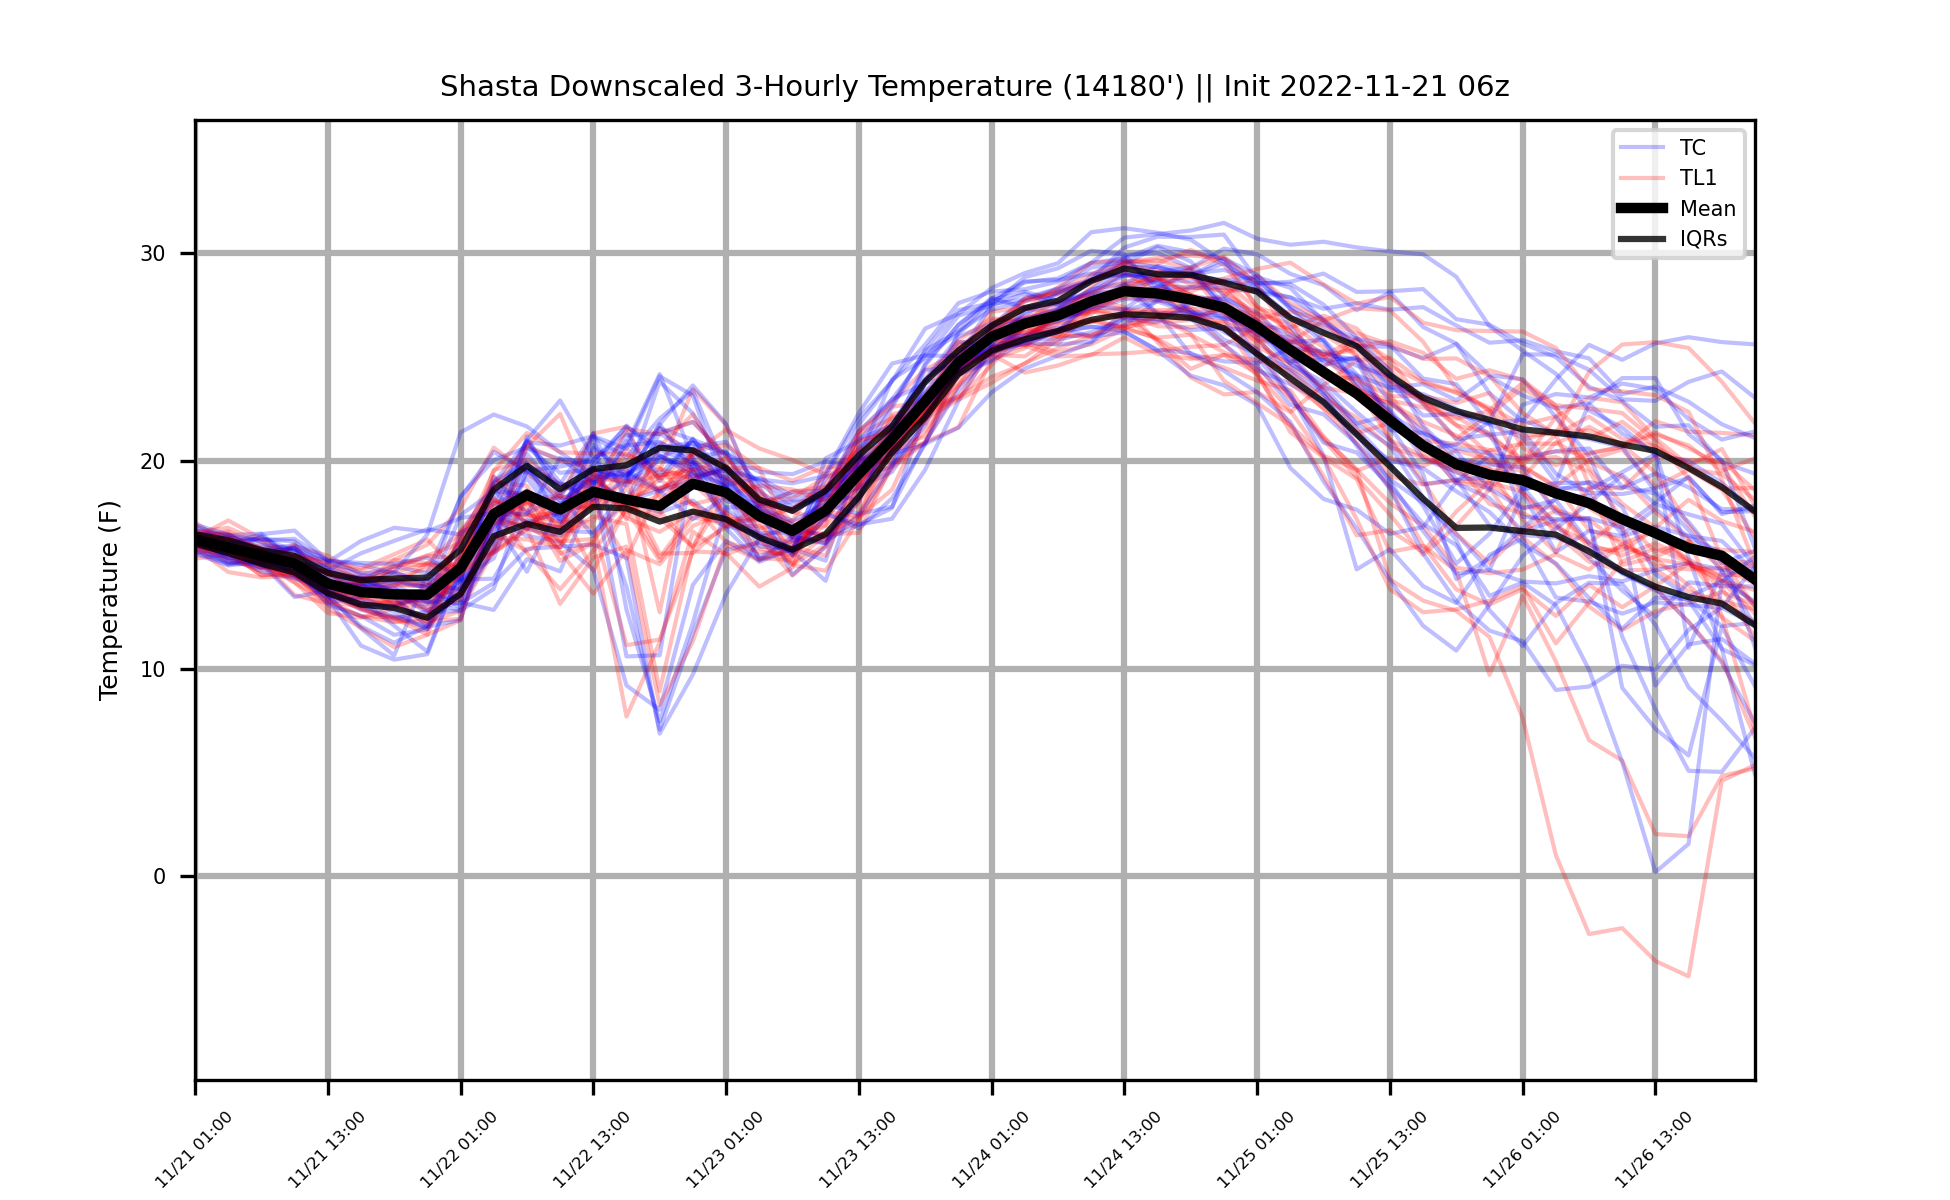 Shasta Downscaled 3-Hourly Temperature (14180') || Init 2022-11-21 06z
TC
TL1
Mean
IQRs
Temperature (F)
30
20
10
0
11/21 01:00
11/21 13:00
11/22 01:00
11/22 13:00
11/23 01:00
11/23 13:00
11/24 01:00
11/24 13:00
11/25 01:00
11/25 13:00
11/26 01:00
11/26 13:00